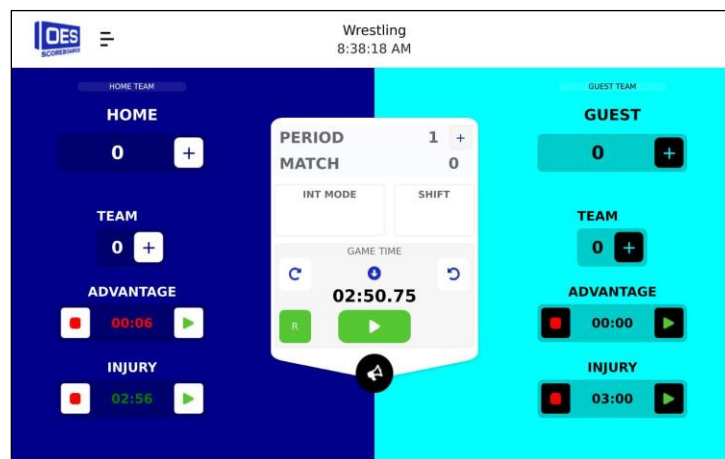 OES
SCOREBOARDS
Wrestling
8:38:18 AM
HOME TEAM
HOME
0 +
TEAM
0 +
ADVANTAGE
00:06
INJURY
02:56
PERIOD 1 +
MATCH 0
INT MODE SHIFT
GAME TIME
02:50.75
R
GUEST TEAM
GUEST
0 +
TEAM
0 +
ADVANTAGE
00:00
INJURY
03:00